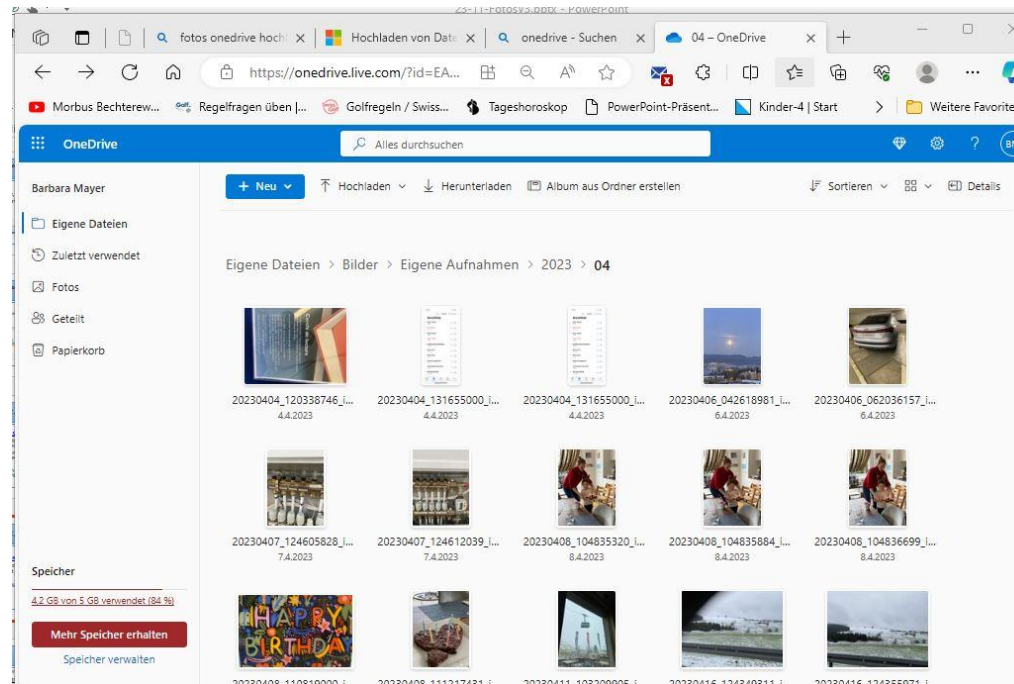 23-11-FotosV3.pptx - PowerPoint
fotos onedrive hoch
Hochladen von Date
onedrive - Suchen
04 – OneDrive
https://onedrive.live.com/?id=EA...
Morbus Bechterew...
Regelfragen üben |...
Golfregeln / Swiss...
Tageshoroskop
PowerPoint-Präsent...
Kinder-4 | Start
Weitere Favorite
OneDrive
Alles durchsuchen
Barbara Mayer
+ Neu
Hochladen
Herunterladen
Album aus Ordner erstellen
Sortieren
Details
Eigene Dateien
Zuletzt verwendet
Fotos
Geteilt
Papierkorb
Eigene Dateien > Bilder > Eigene Aufnahmen > 2023 > 04
20230404_120338746_i... 20230404_131655000_i... 20230404_131655000_i... 20230406_042618981_i... 20230406_062036157_i...
4.4.2023 4.4.2023 4.4.2023 6.4.2023 6.4.2023
20230407_124605828_i... 20230407_124612039_i... 20230408_104835320_i... 20230408_104835884_i... 20230408_104836699_i...
7.4.2023 7.4.2023 8.4.2023 8.4.2023 8.4.2023
HAPPY
BIRTHDAY
20230408_110819000_i 20230408_111217431_i 20230411_103209905_i 20230416_124349311_i 20230416_124355971_i
Speicher
4,2 GB von 5 GB verwendet (84 %)
Mehr Speicher erhalten
Speicher verwalten